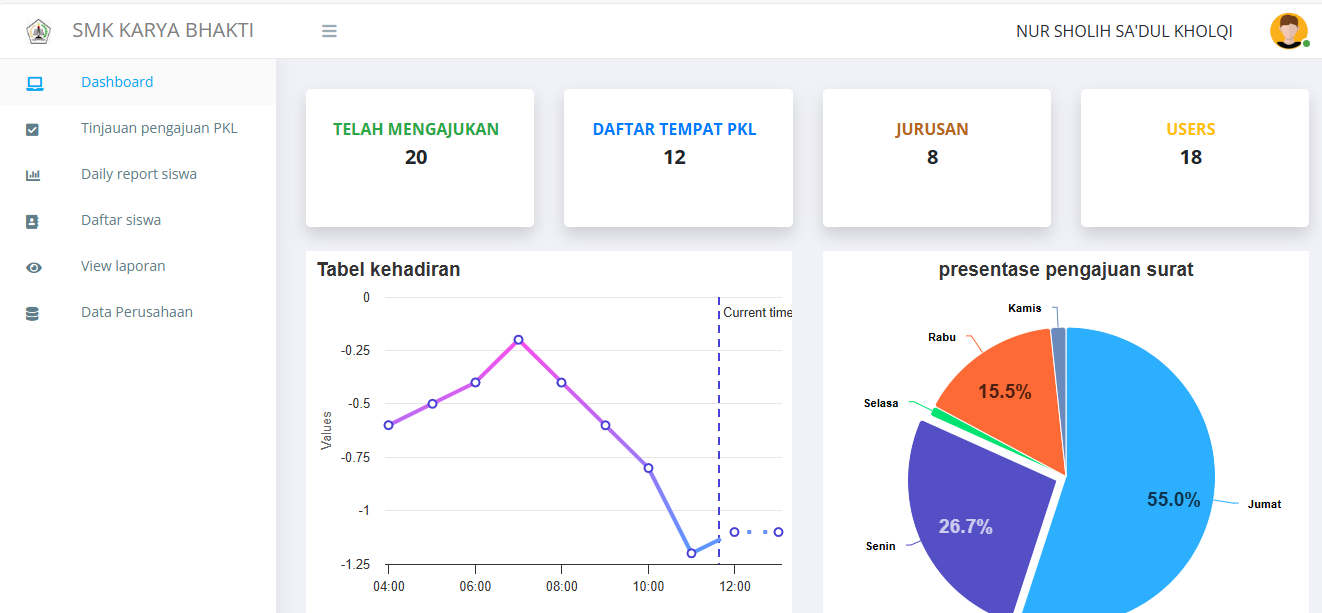 SMK KARYA BHAKTI
NUR SHOLIH SA'DUL KHOLQI
Dashboard
Tinjauan pengajuan PKL
Daily report siswa
Daftar siswa
View laporan
Data Perusahaan
TELAH MENGAJUKAN
20
DAFTAR TEMPAT PKL
12
JURUSAN
8
USERS
18
Tabel kehadiran
0
-0.25
-0.5
-0.75
-1
-1.25
Values
Current time
04:00
06:00
08:00
10:00
12:00
presentase pengajuan surat
Kamis
Rabu
15.5%
Selasa
55.0%
Jumat
26.7%
Senin